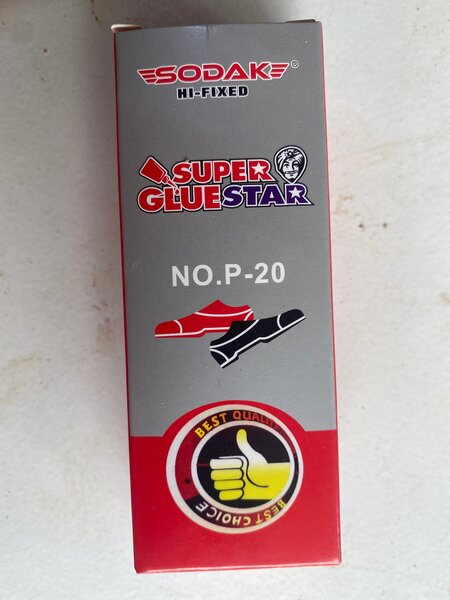 SODAK
HI-FIXED
SUPER
GLUESTAR
NO.P-20
BEST QUALITY
BEST CHOICE